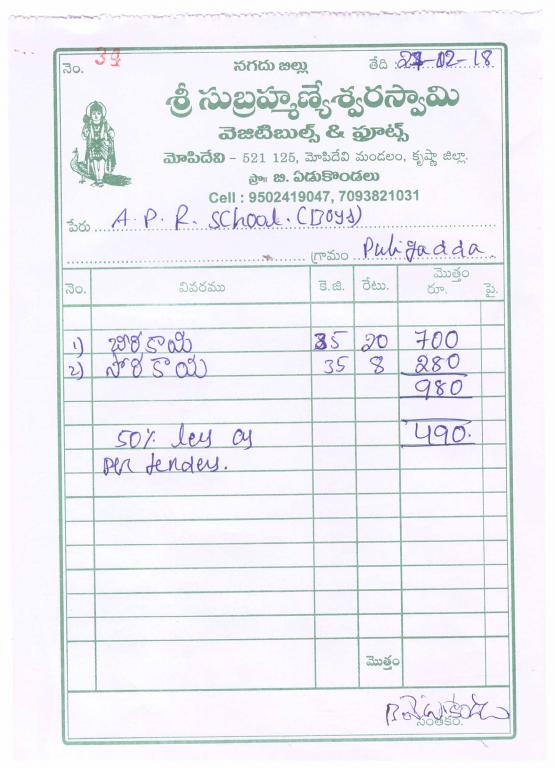 నగదు బిల్లు
నెం. 34 తేది :27-02-18
శ్రీ సుబ్రహ్మణ్యేశ్వరస్వామి
వెజిటిబుల్స్ & ఫ్రూట్స్
మోపిదేవి - 521 125, మోపిదేవి మండలం, కృష్ణా జిల్లా.
ప్రొ॥ బి. ఏడుకొండలు
Cell : 9502419047, 7093821031
పేరు A. P. R. School. (Boys)
గ్రామం Puligadda
నెం. వివరము కె.జి. రేటు. మొత్తం రూ. పై.
1) బీరకాయ 35 20 700
2) సోరకాయ 35 8 280
980
50% less as 490.
per tenders.
మొత్తం
సంతకం.